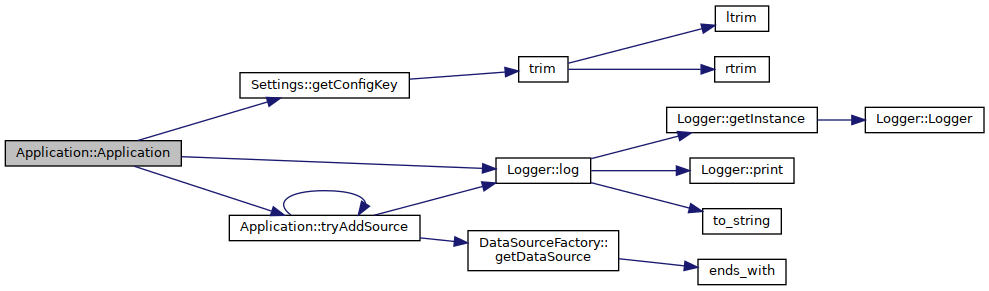 Application::Application
Settings::getConfigKey
trim
ltrim
rtrim
Logger::log
Logger::getInstance
Logger::Logger
Logger::print
to_string
Application::tryAddSource
DataSourceFactory::
getDataSource
ends_with